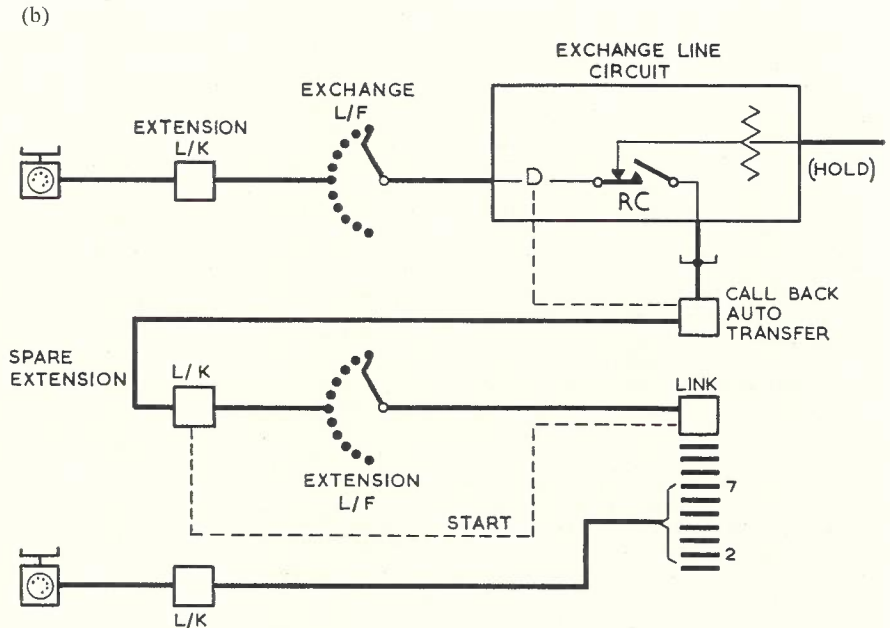 (b)
EXCHANGE LINE
CIRCUIT
EXCHANGE
L/F
EXTENSION
L/K
D
RC
(HOLD)
CALL BACK
AUTO
TRANSFER
SPARE
EXTENSION
L/K
LINK
EXTENSION
L/F
START
7
2
L/K